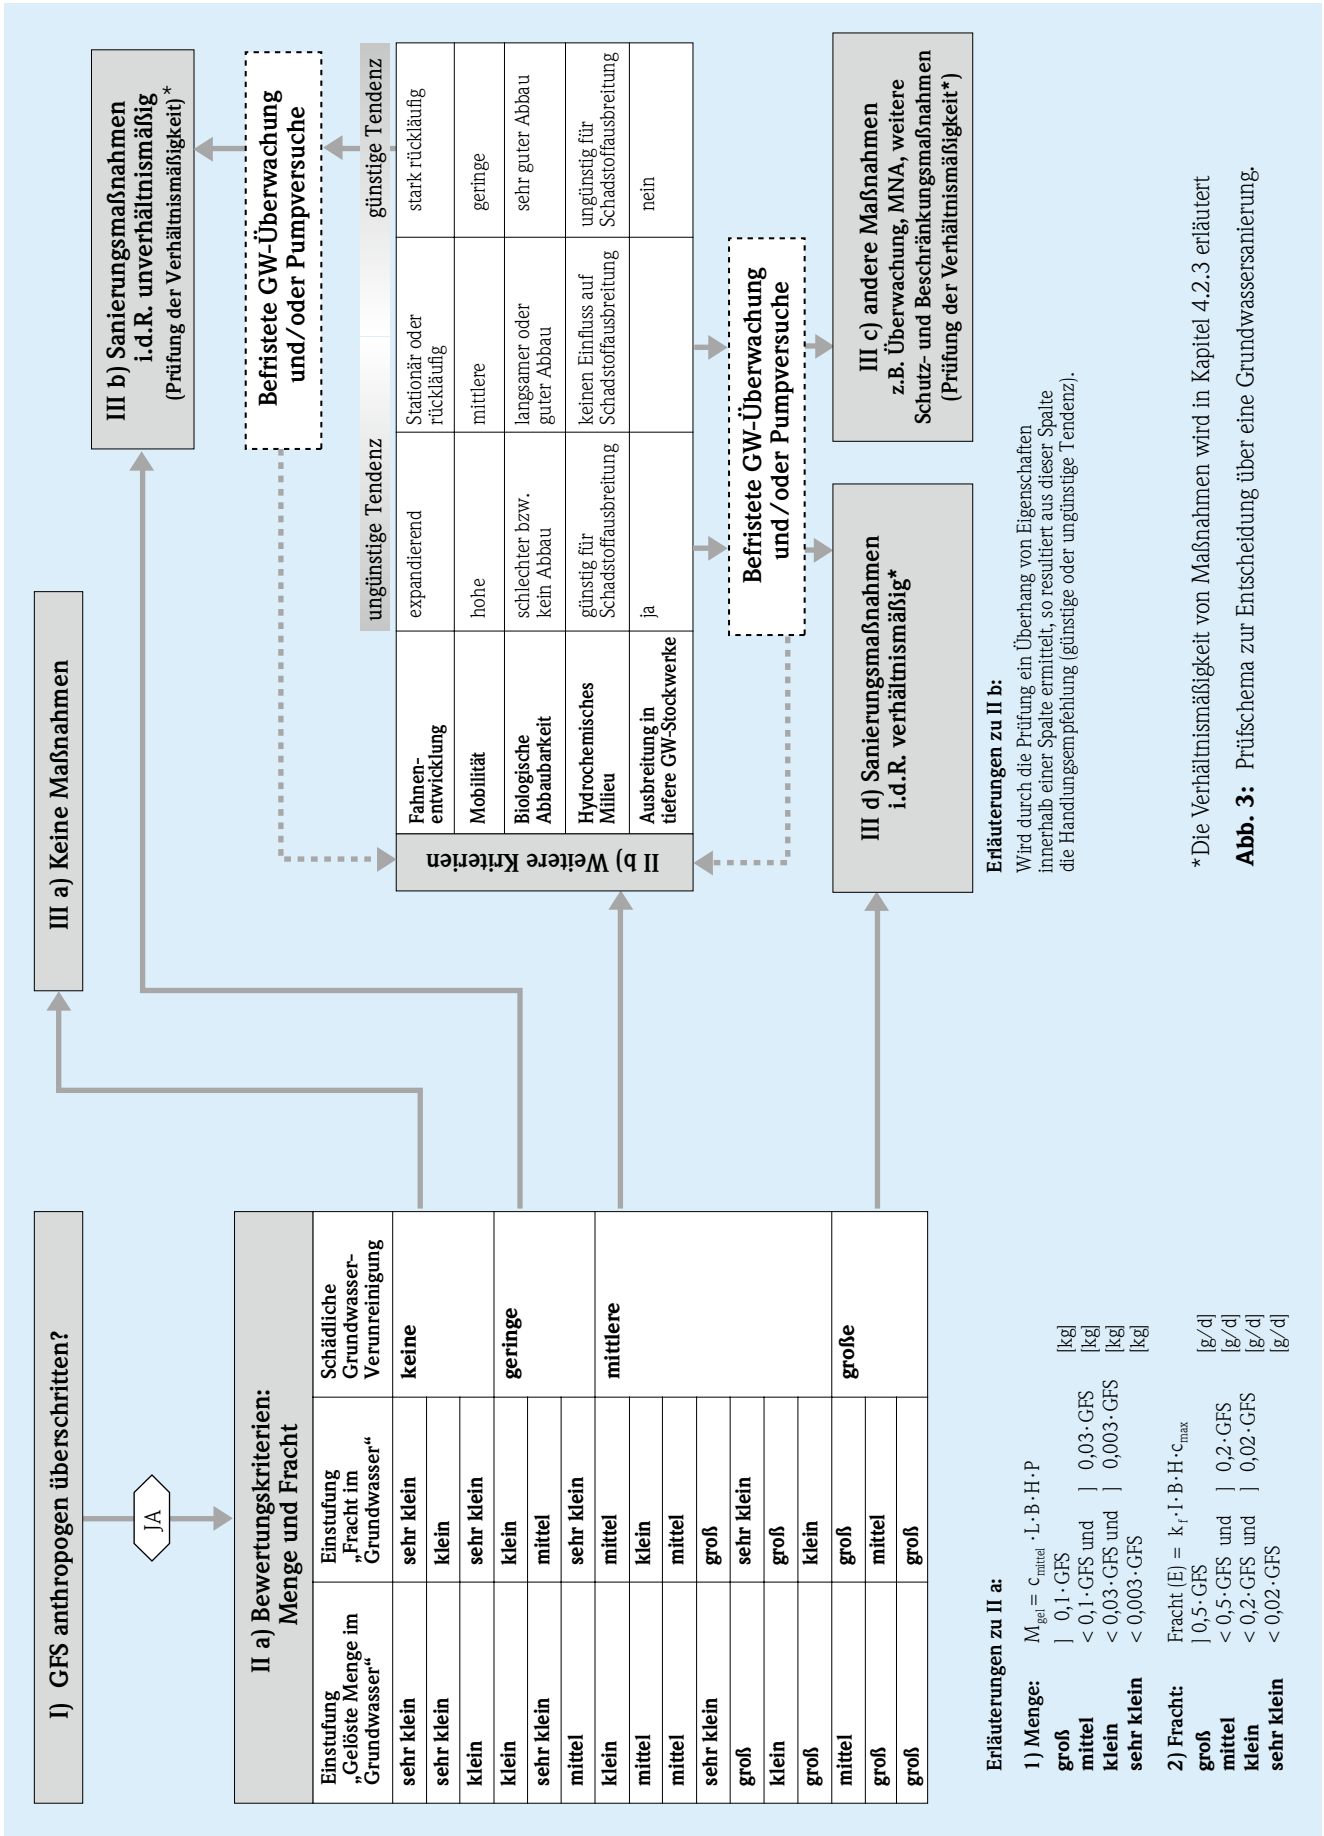 I) GFS anthropogen überschritten?
JA
II a) Bewertungskriterien:
Menge und Fracht
Einstufung
„Gelöste Menge im
Grundwasser“
Einstufung
„Fracht im
Grundwasser“
Schädliche
Grundwasser-
Verunreinigung
sehr klein
sehr klein
keine
sehr klein
klein
klein
sehr klein
klein
klein
geringe
sehr klein
mittel
mittel
sehr klein
klein
mittel
mittlere
mittel
klein
mittel
mittel
sehr klein
groß
groß
sehr klein
klein
groß
groß
klein
mittel
groß
große
groß
mittel
groß
groß
Erläuterungen zu II a:
1) Menge: M gel = c mittel · L · B · H · P
groß ] 0,1 · GFS [kg]
mittel < 0,1 · GFS und ] 0,03 · GFS [kg]
klein < 0,03 · GFS und ] 0,003 · GFS [kg]
sehr klein < 0,003 · GFS [kg]
2) Fracht: Fracht (E) = k f · I · B · H · c max
groß ] 0,5 · GFS [g/d]
mittel < 0,5 · GFS und ] 0,2 · GFS [g/d]
klein < 0,2 · GFS und ] 0,02 · GFS [g/d]
sehr klein < 0,02 · GFS [g/d]
III a) Keine Maßnahmen
III b) Sanierungsmaßnahmen
i.d.R. unverhältnismäßig
(Prüfung der Verhältnismäßigkeit)*
Befristete GW-Überwachung
und/oder Pumpversuche
ungünstige Tendenz
günstige Tendenz
II b) Weitere Kriterien
Fahnen-
entwicklung
expandierend
Stationär oder
rückläufig
stark rückläufig
Mobilität
hohe
mittlere
geringe
Biologische
Abbaubarkeit
schlechter bzw.
kein Abbau
langsamer oder
guter Abbau
sehr guter Abbau
Hydrochemisches
Milieu
günstig für
Schadstoffausbreitung
keinen Einfluss auf
Schadstoffausbreitung
ungünstig für
Schadstoffausbreitung
Ausbreitung in
tiefere GW-Stockwerke
ja
nein
Befristete GW-Überwachung
und/oder Pumpversuche
III d) Sanierungsmaßnahmen
i.d.R. verhältnismäßig*
III c) andere Maßnahmen
z.B. Überwachung, MNA, weitere
Schutz- und Beschränkungsmaßnahmen
(Prüfung der Verhältnismäßigkeit*)
Erläuterungen zu II b:
Wird durch die Prüfung ein Überhang von Eigenschaften
innerhalb einer Spalte ermittelt, so resultiert aus dieser Spalte
die Handlungsempfehlung (günstige oder ungünstige Tendenz).
*Die Verhältnismäßigkeit von Maßnahmen wird in Kapitel 4.2.3 erläutert
Abb. 3: Prüfschema zur Entscheidung über eine Grundwassersanierung.